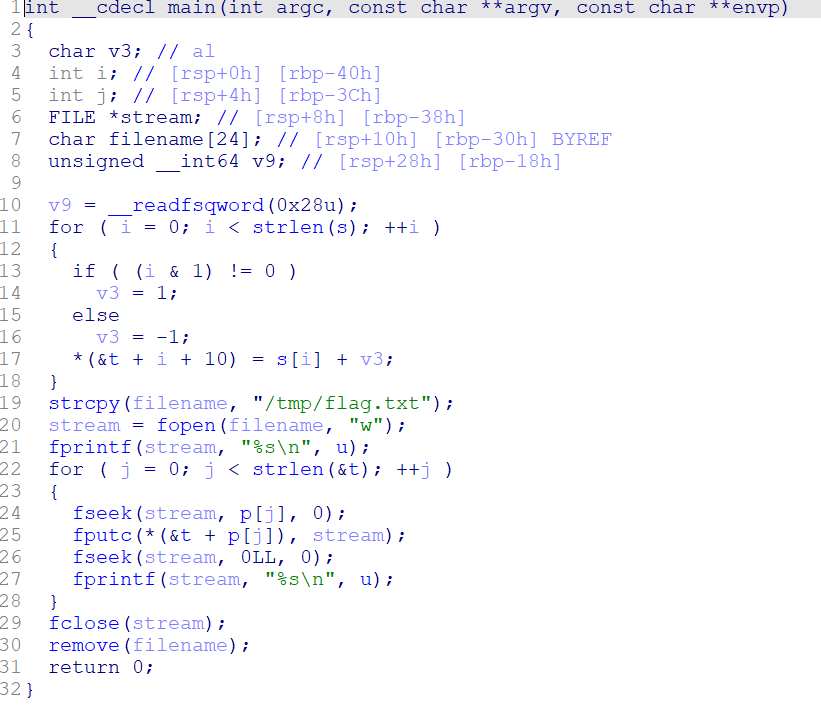 1 int __cdecl main(int argc, const char **argv, const char **envp)
2 {
3   char v3; // al
4   int i; // [rsp+0h] [rbp-40h]
5   int j; // [rsp+4h] [rbp-3Ch]
6   FILE *stream; // [rsp+8h] [rbp-38h]
7   char filename[24]; // [rsp+10h] [rbp-30h] BYREF
8   unsigned __int64 v9; // [rsp+28h] [rbp-18h]
9
10   v9 = __readfsqword(0x28u);
11   for ( i = 0; i < strlen(s); ++i )
12   {
13     if ( (i & 1) != 0 )
14       v3 = 1;
15     else
16       v3 = -1;
17     *(&t + i + 10) = s[i] + v3;
18   }
19   strcpy(filename, "/tmp/flag.txt");
20   stream = fopen(filename, "w");
21   fprintf(stream, "%s\n", u);
22   for ( j = 0; j < strlen(&t); ++j )
23   {
24     fseek(stream, p[j], 0);
25     fputc(*(&t + p[j]), stream);
26     fseek(stream, 0LL, 0);
27     fprintf(stream, "%s\n", u);
28   }
29   fclose(stream);
30   remove(filename);
31   return 0;
32 }